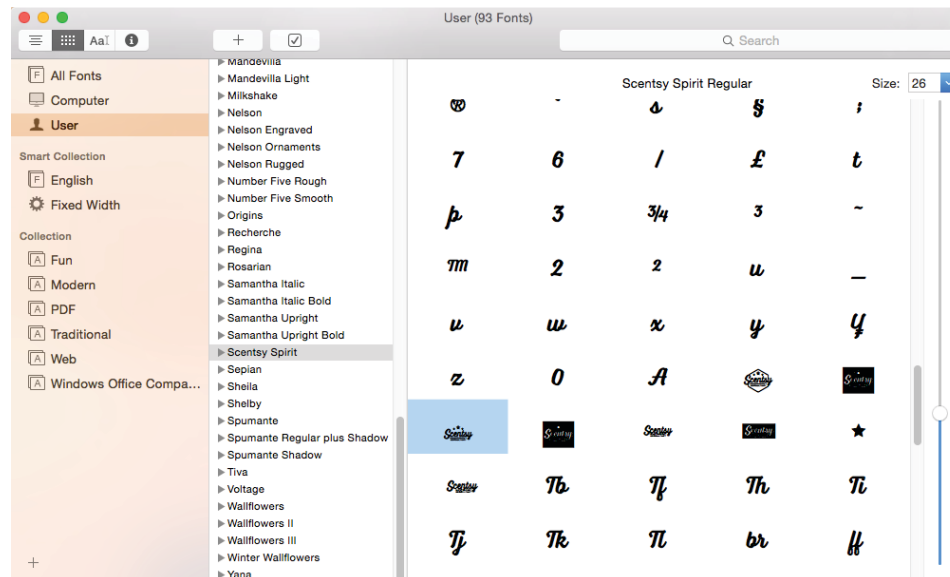 User (93 Fonts)
AaI
Search
All Fonts
Computer
User
Smart Collection
English
Fixed Width
Collection
Fun
Modern
PDF
Traditional
Web
Windows Office Compa...
Mandevilla
Mandevilla Light
Milkshake
Nelson
Nelson Engraved
Nelson Ornaments
Nelson Rugged
Number Five Rough
Number Five Smooth
Origins
Recherche
Regina
Rosarian
Samantha Italic
Samantha Italic Bold
Samantha Upright
Samantha Upright Bold
Scentsy Spirit
Sepian
Sheila
Shelby
Spumante
Spumante Regular plus Shadow
Spumante Shadow
Tiva
Voltage
Wallflowers
Wallflowers II
Wallflowers III
Winter Wallflowers
Yana
Scentsy Spirit Regular Size: 26
® s § ;
7 6 / £ t
þ 3 3/4 3 ~
TM 2 2 u _
v w x y ¥
z 0 A Scentsy Scentsy
Scentsy Scentsy Scentsy Scentsy ★
Scentsy Tb Tf Th Ti
Tj Tk Tl br ff